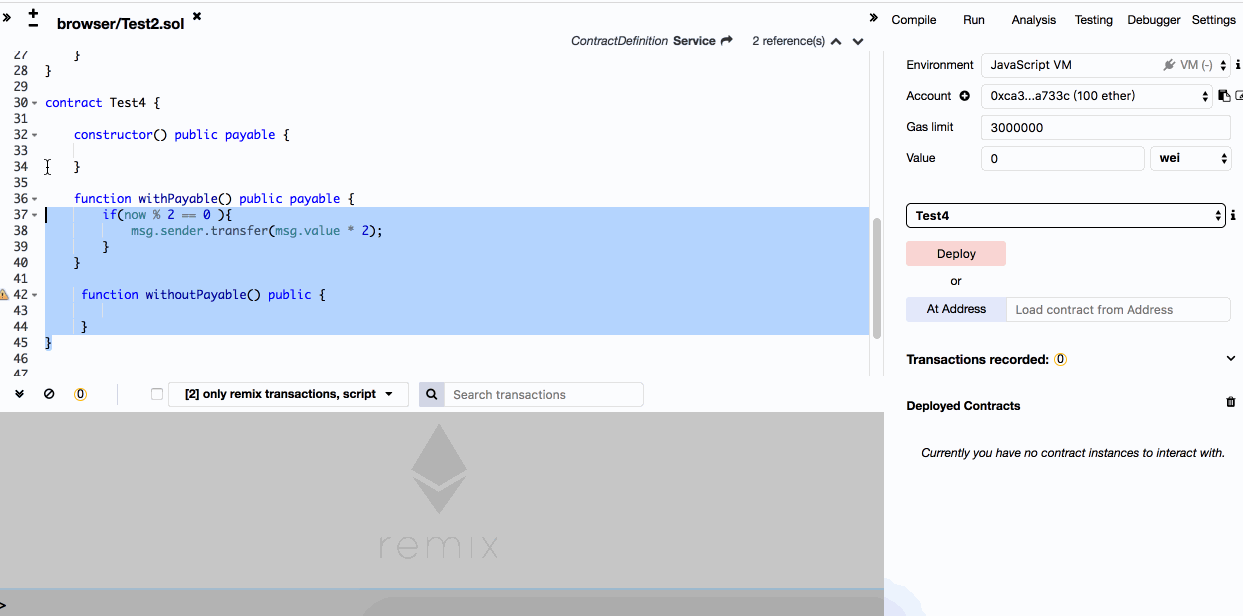 browser/Test2.sol
Compile Run Analysis Testing Debugger Settings
ContractDefinition Service 2 reference(s)
27 }
28 }
29
30 contract Test4 {
31
32 constructor() public payable {
33
34 }
35
36 function withPayable() public payable {
37 if(now % 2 == 0 ){
38 msg.sender.transfer(msg.value * 2);
39 }
40 }
41
42 function withoutPayable() public {
43
44 }
45 }
46
47
0
[2] only remix transactions, script
Search transactions
remix
>
Environment JavaScript VM VM (-)
Account 0xca3...a733c (100 ether)
Gas limit 3000000
Value 0 wei
Test4
Deploy
or
At Address Load contract from Address
Transactions recorded: 0
Deployed Contracts
Currently you have no contract instances to interact with.